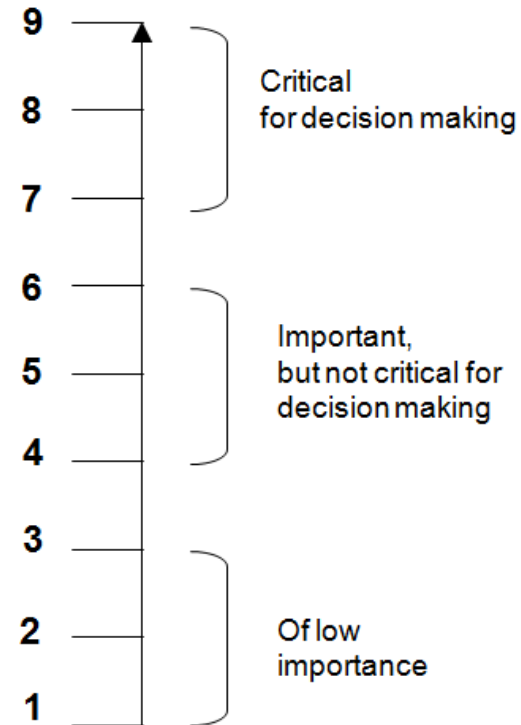 9
Critical
8
for decision making
7
6
Important,
5
but not critical for
decision making
4
3
2
Of low
importance
1